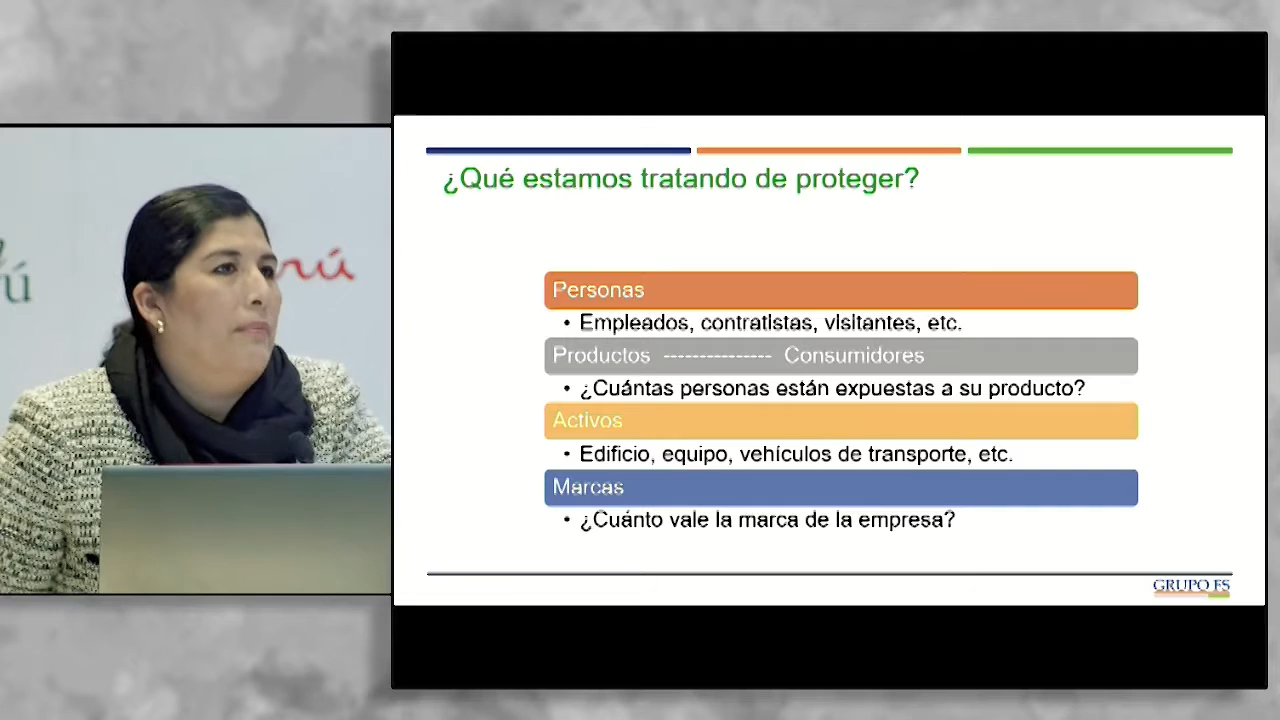 ¿Qué estamos tratando de proteger?
Personas
• Empleados, contratistas, visitantes, etc.
Productos --------------- Consumidores
• ¿Cuántas personas están expuestas a su producto?
Activos
• Edificio, equipo, vehículos de transporte, etc.
Marcas
• ¿Cuánto vale la marca de la empresa?
GRUPO FS